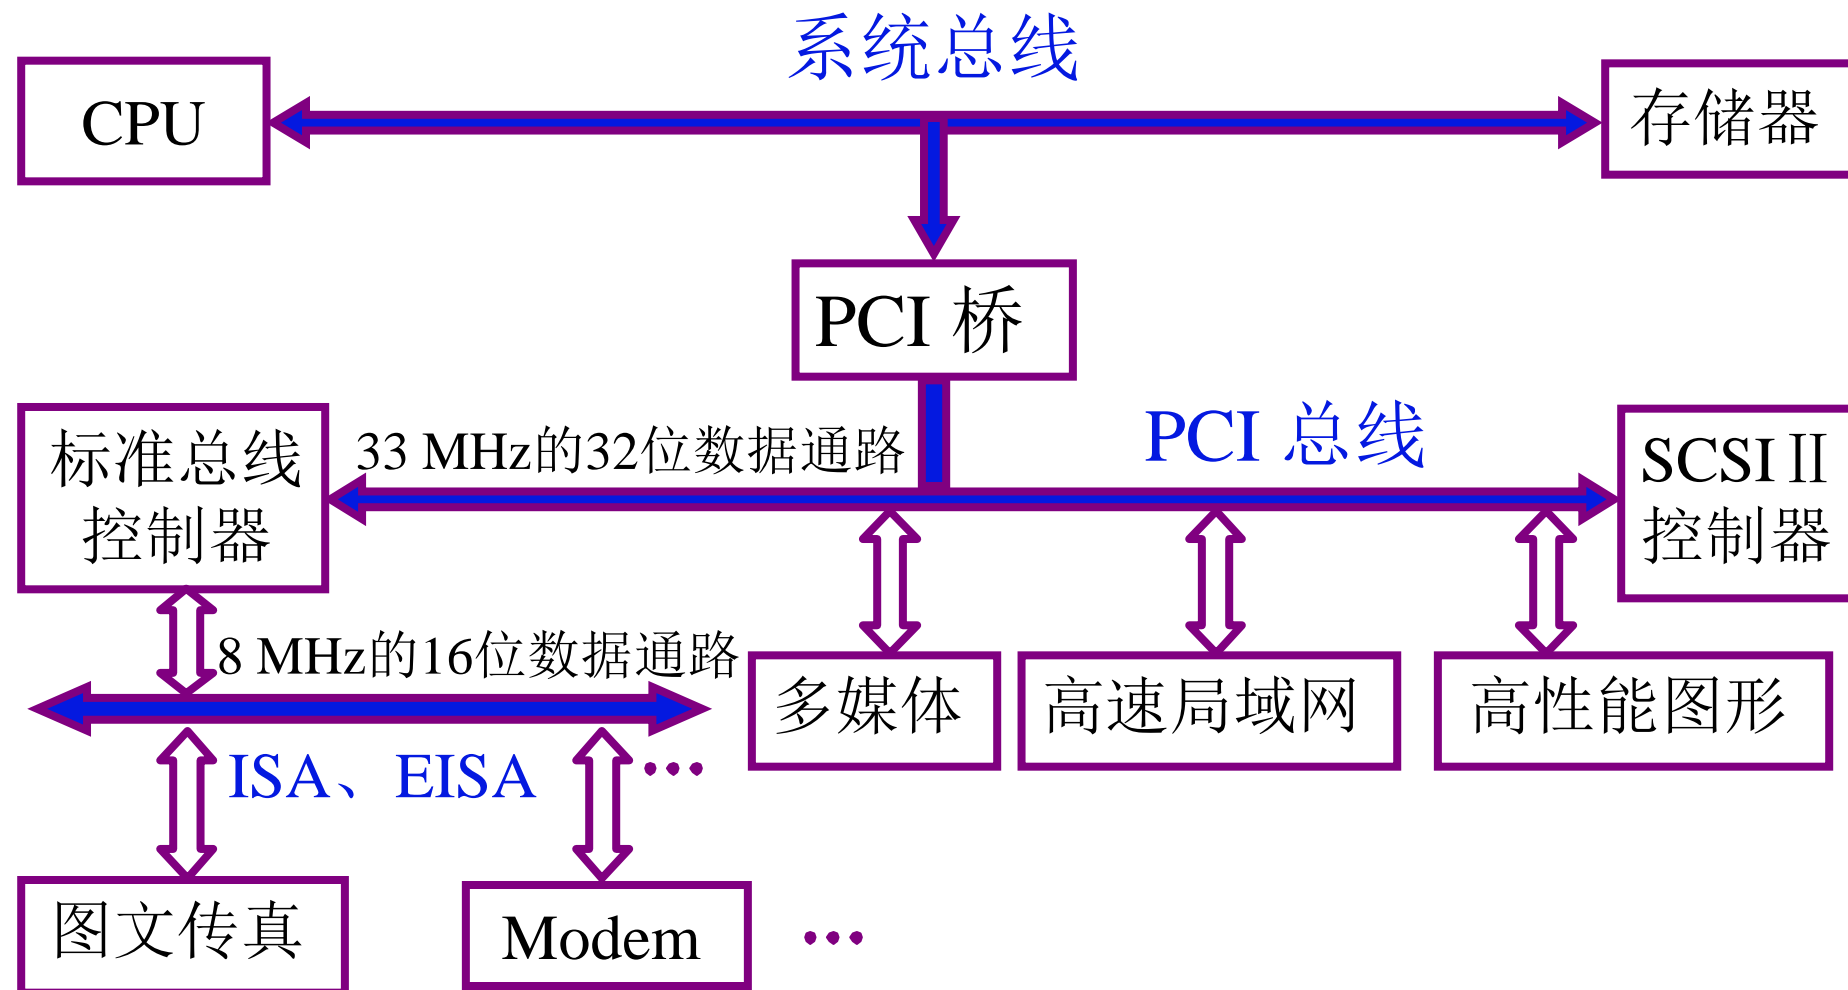 系统总线
CPU
存储器
PCI 桥
PCI 总线
标准总线
控制器
33 MHz的32位数据通路
SCSIⅡ
控制器
8 MHz的16位数据通路
多媒体
高速局域网
高性能图形
ISA、EISA
…
图文传真
Modem
…